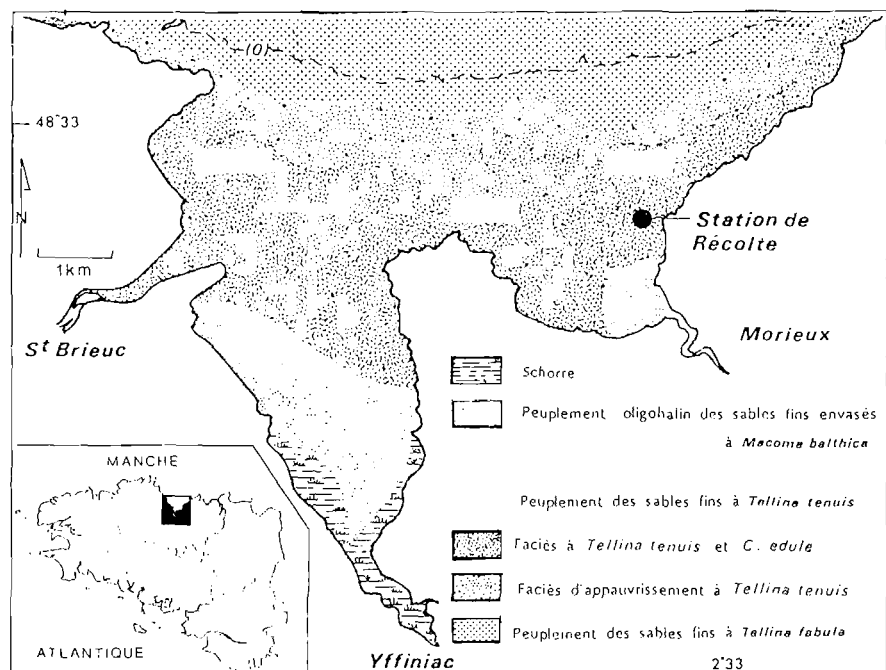 (0)
48°33
N
1km
Station de
Récolte
St Brieuc
Morieux
Schorre
Peuplement oligohalin des sables fins envasés
à Macoma balthica
MANCHE
Peuplement des sables fins à Tellina tenuis
Faciès à Tellina tenuis et C. edule
Faciès d'appauvrissement à Tellina tenuis
Peuplement des sables fins à Tellina fabula
ATLANTIQUE
Yffiniac
2°33